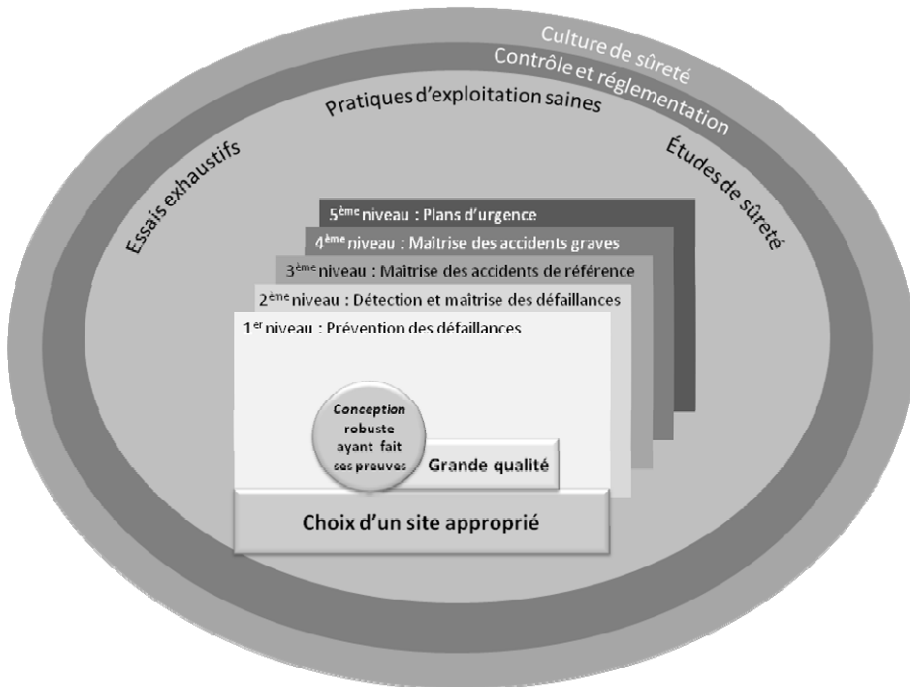 Culture de sûreté
Contrôle et réglementation
Pratiques d'exploitation saines
Essais exhaustifs
Études de sûreté
5ème niveau : Plans d'urgence
4ème niveau : Maîtrise des accidents graves
3ème niveau : Maîtrise des accidents de référence
2ème niveau : Détection et maîtrise des défaillances
1er niveau : Prévention des défaillances
Conception
robuste
ayant fait
ses preuves
Grande qualité
Choix d'un site approprié